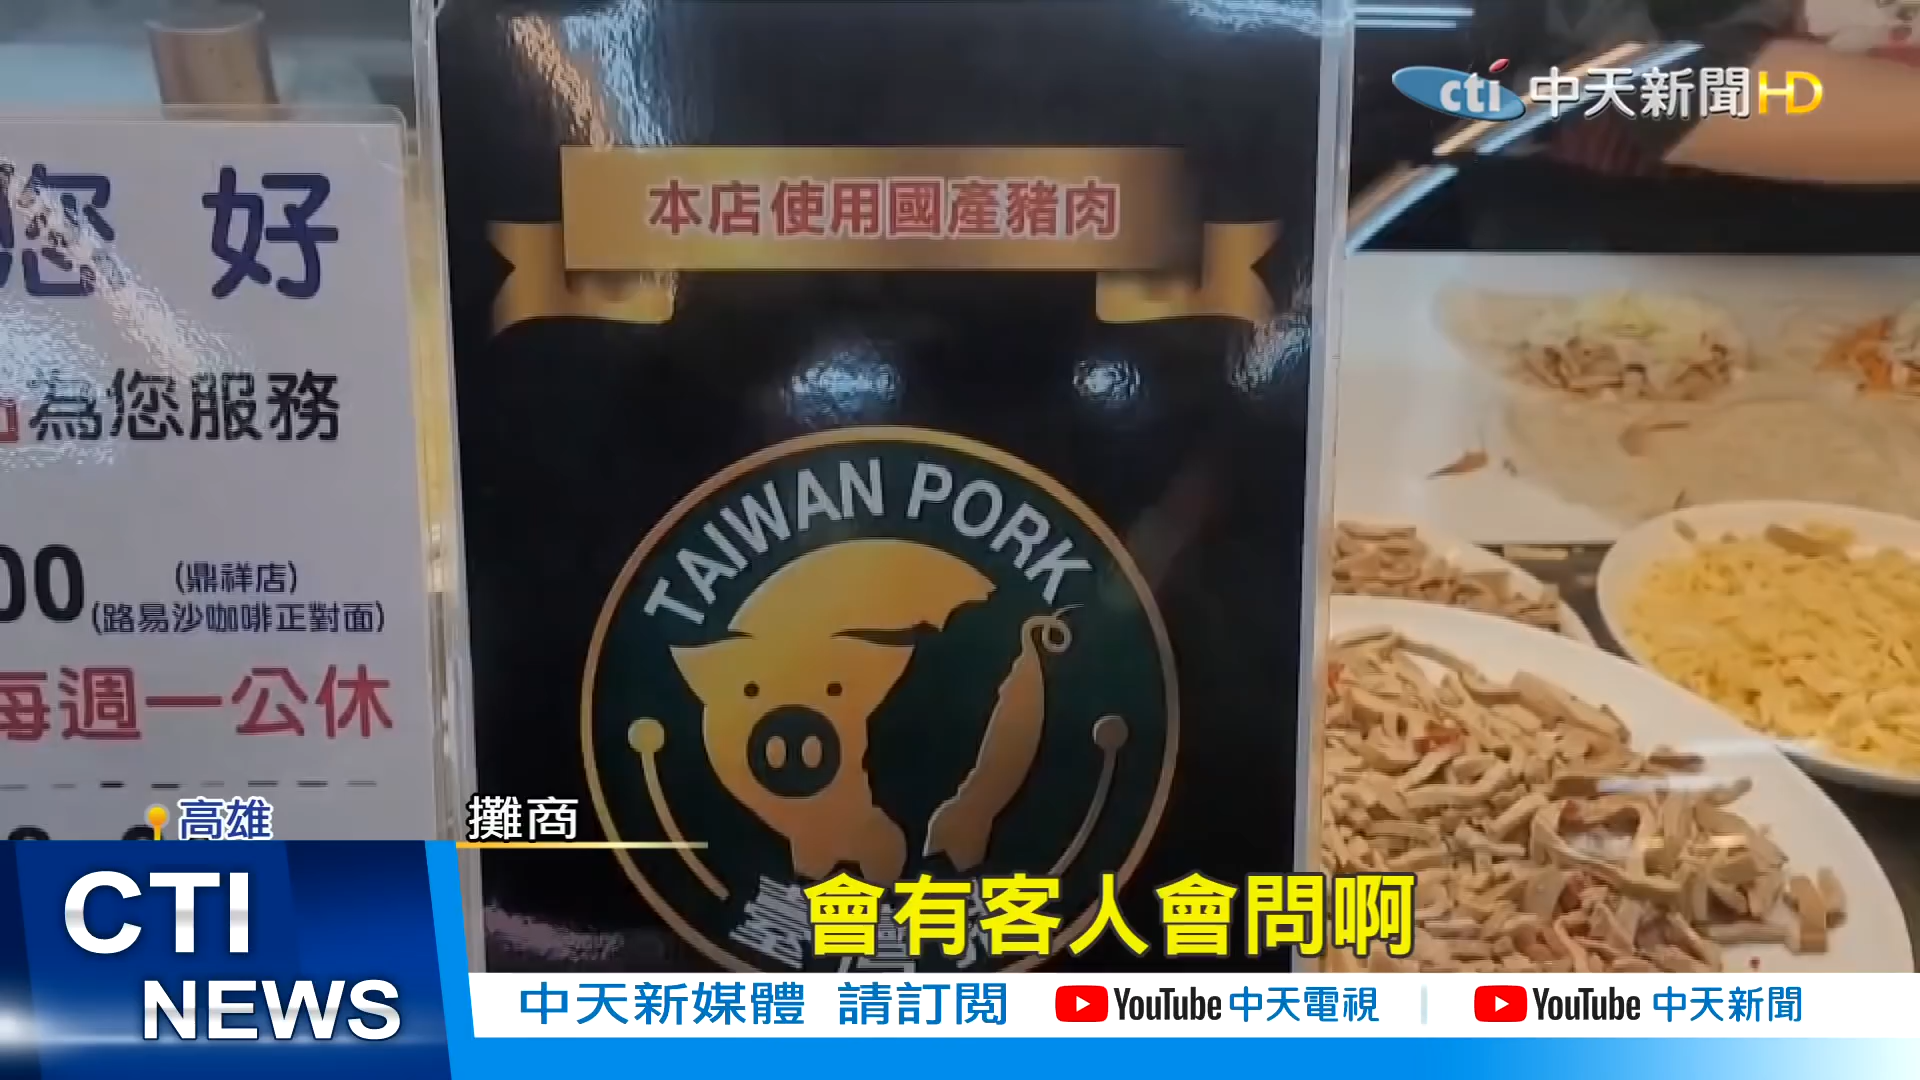 cti 中天新聞HD
您 好
為您服務
00 (鼎祥店)
(路易沙咖啡正對面)
每週一公休
本店使用國產豬肉
TAIWAN PORK
臺灣豬
高雄
攤商
會有客人會問啊
CTI
NEWS
中天新媒體 請訂閱 YouTube 中天電視 YouTube 中天新聞